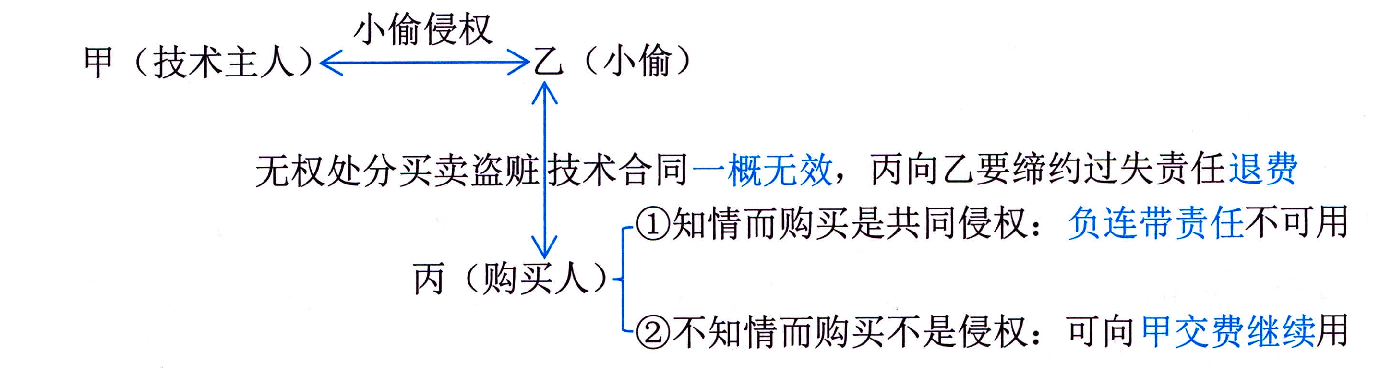 小偷侵权
甲（技术主人）
乙（小偷）
无权处分买卖盗赃技术合同一概无效，丙向乙要缔约过失责任退费
①知情而购买是共同侵权：负连带责任不可用
丙（购买人）
②不知情而购买不是侵权：可向甲交费继续用